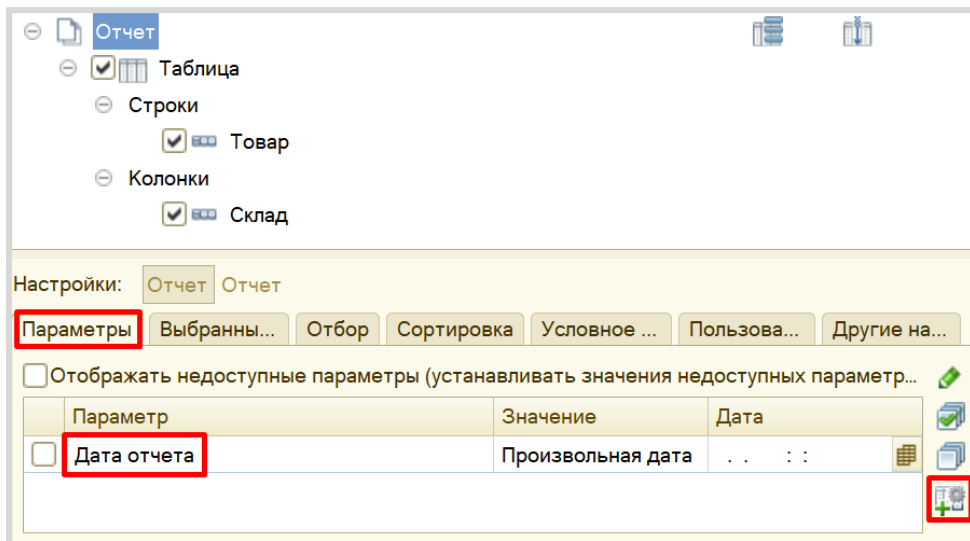 Отчет
Таблица
Строки
Товар
Колонки
Склад
Настройки: Отчет Отчет
Параметры Выбранны... Отбор Сортировка Условное ... Пользова... Другие на...
Отображать недоступные параметры (устанавливать значения недоступных параметр...
Параметр Значение Дата
Дата отчета Произвольная дата . . : :